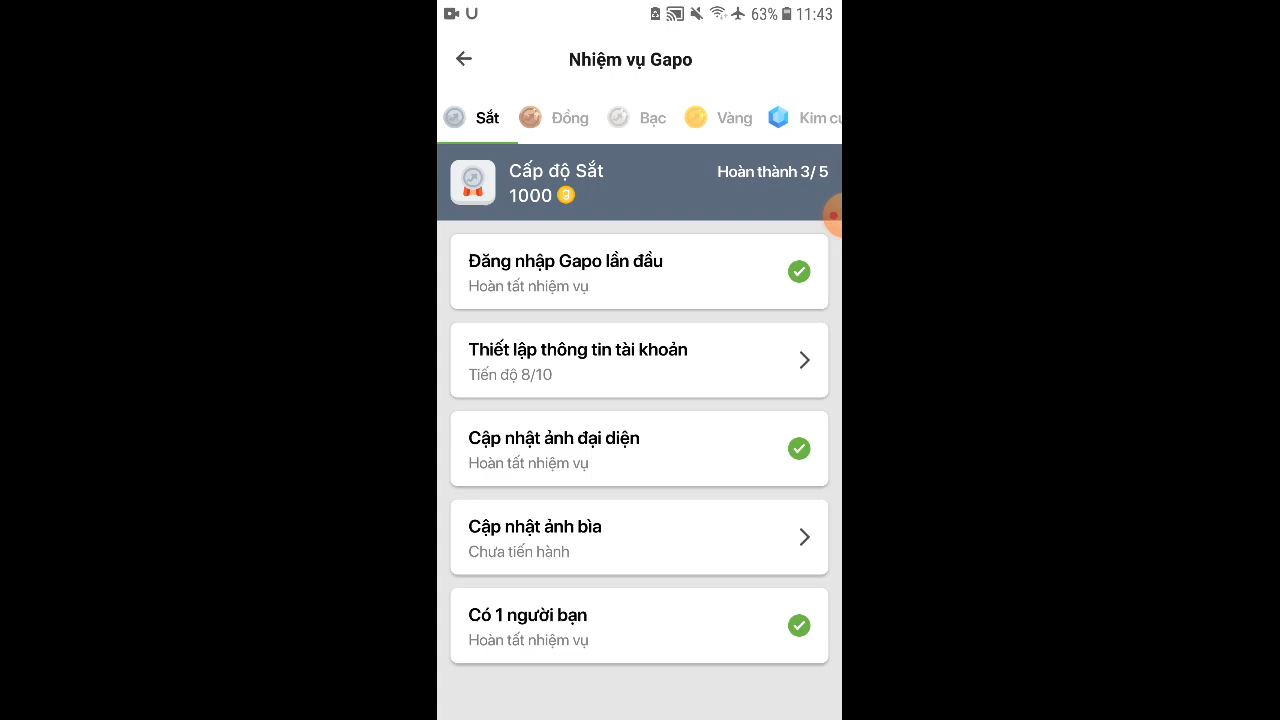 63% 11:43
Nhiệm vụ Gapo
Sắt Đồng Bạc Vàng Kim cu
Cấp độ Sắt
Hoàn thành 3/ 5
1000 g
Đăng nhập Gapo lần đầu
Hoàn tất nhiệm vụ
Thiết lập thông tin tài khoản
Tiến độ 8/10
Cập nhật ảnh đại diện
Hoàn tất nhiệm vụ
Cập nhật ảnh bìa
Chưa tiến hành
Có 1 người bạn
Hoàn tất nhiệm vụ